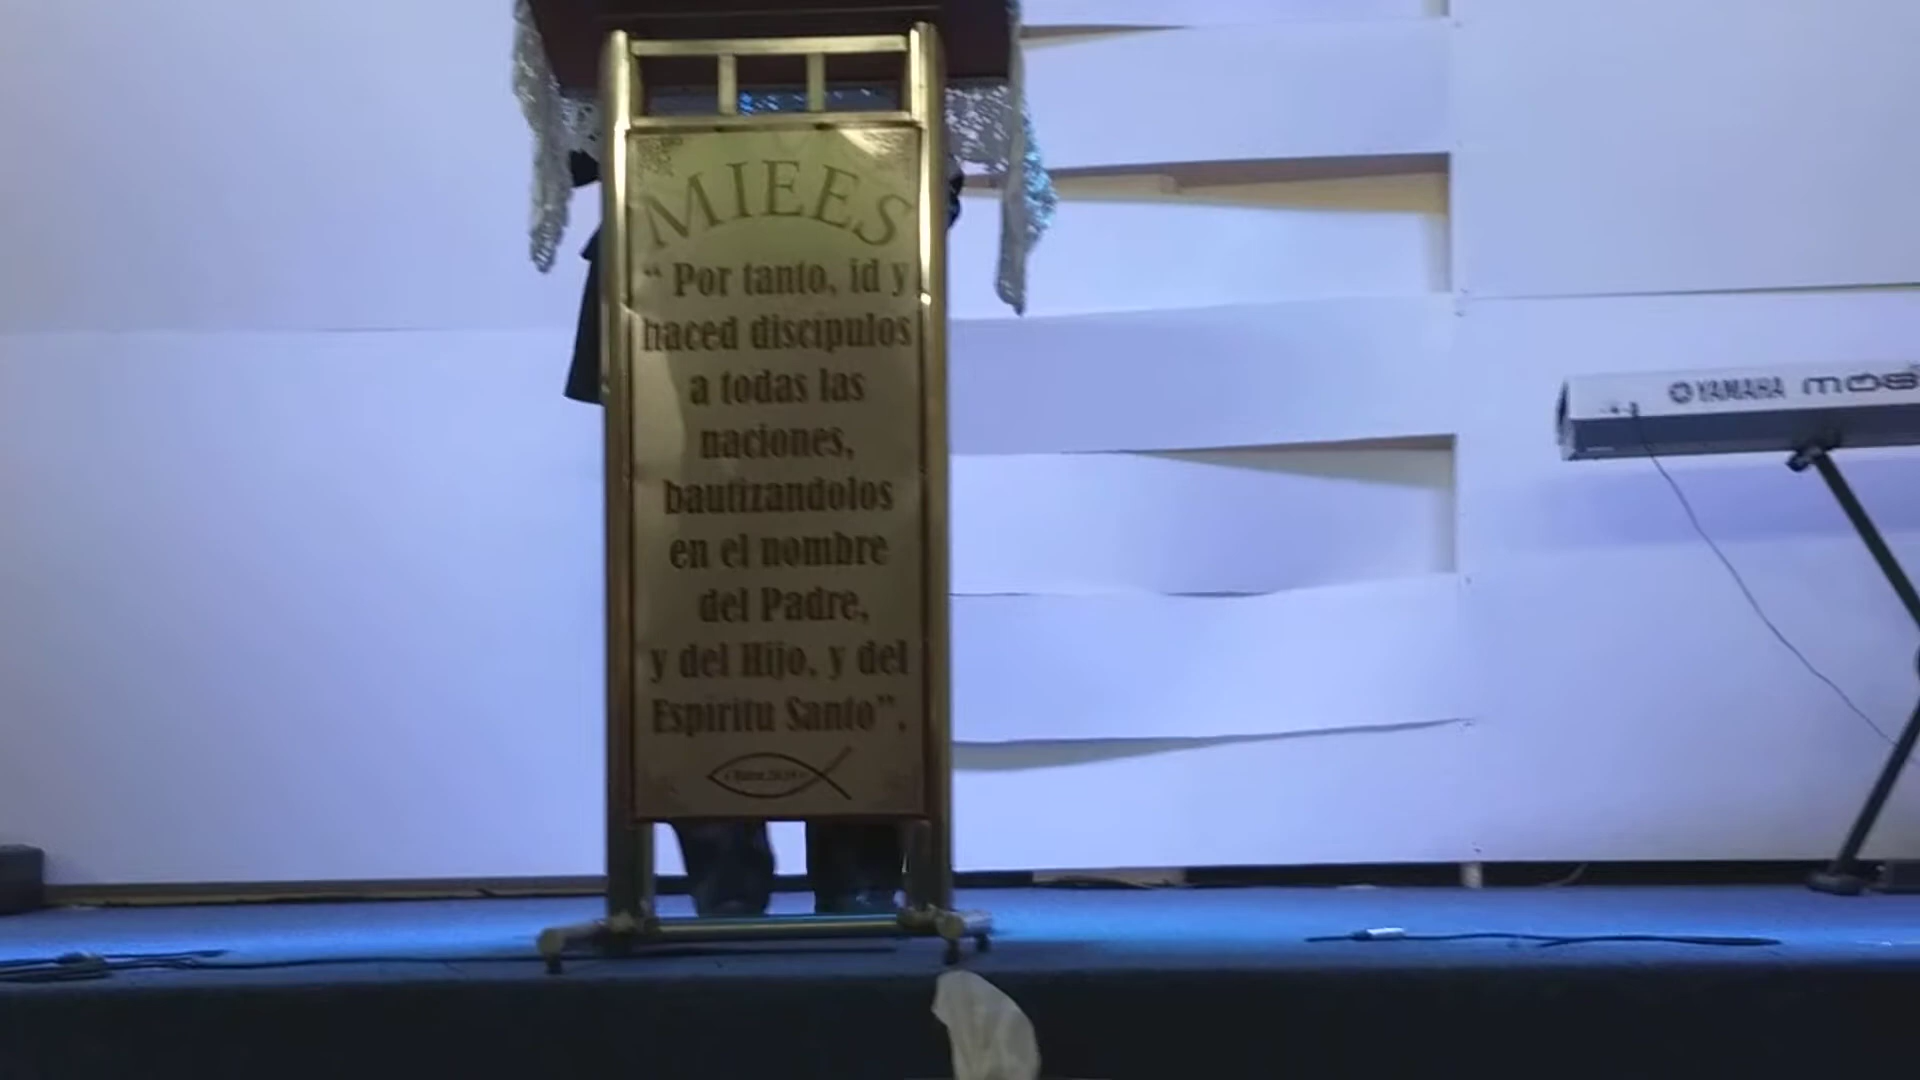 MIEES
“ Por tanto, id y
haced discipulos
a todas las
naciones,
bautizandolos
en el nombre
del Padre,
y del Hijo, y del
Espiritu Santo”.
YAMAHA